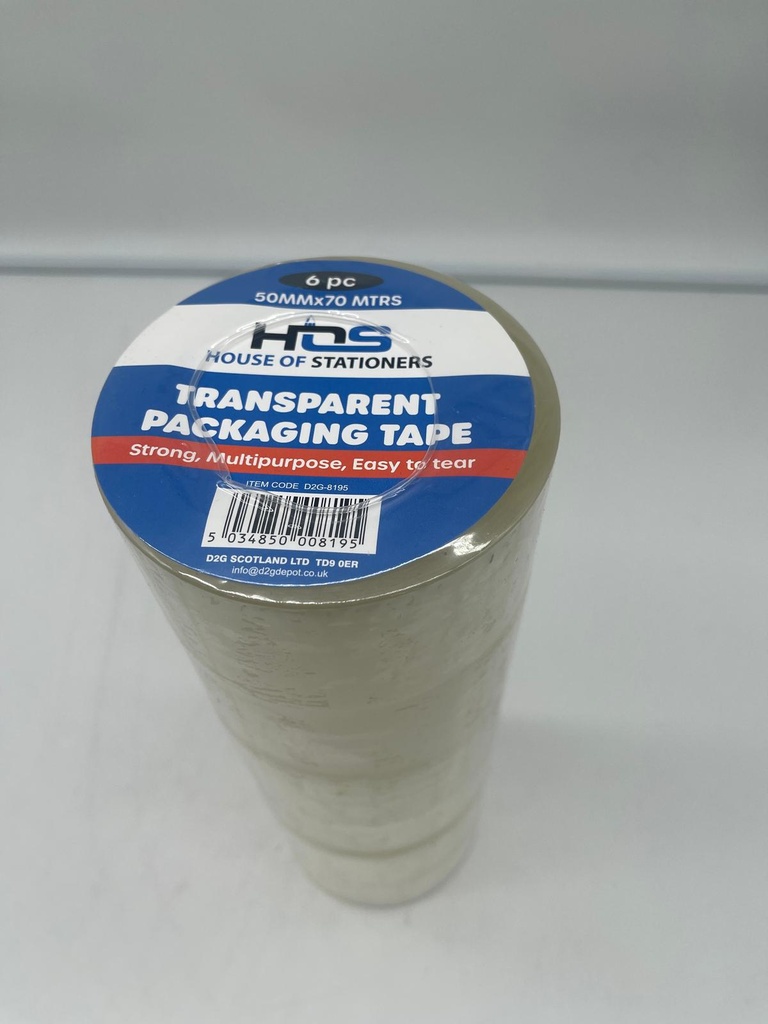 6 pc
50MMx70 MTRS
HOS
HOUSE OF STATIONERS
TRANSPARENT
PACKAGING TAPE
Strong, Multipurpose, Easy to tear
ITEM CODE D2G-8195
5 034850 008195
D2G SCOTLAND LTD TD9 0ER
info@d2gdepot.co.uk